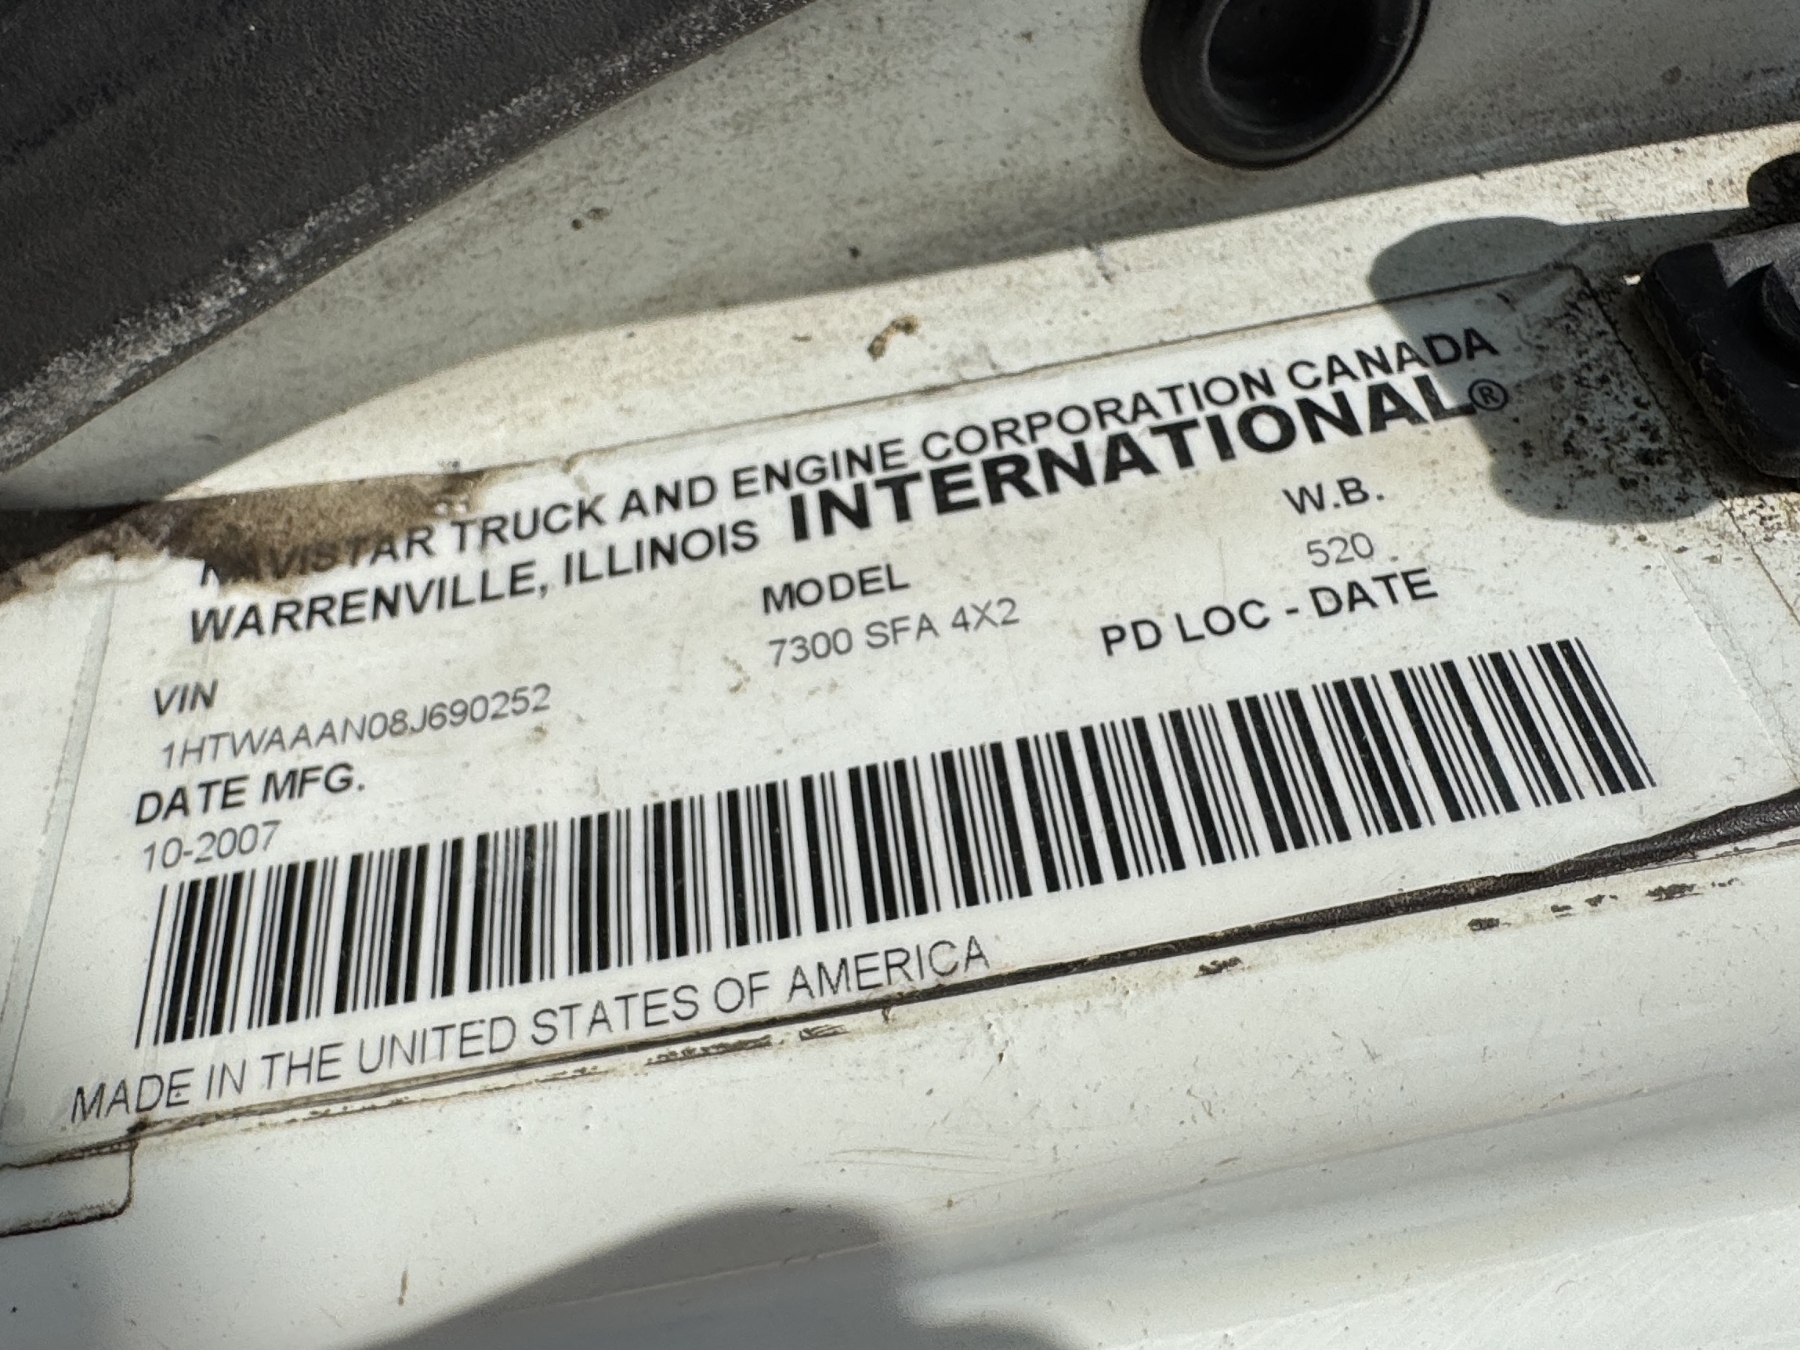 NAVISTAR TRUCK AND ENGINE CORPORATION CANADA
WARRENVILLE, ILLINOIS INTERNATIONAL®
VIN MODEL W.B.
1HTWAAAN08J690252 7300 SFA 4X2 520
DATE MFG. PD LOC - DATE
10-2007
MADE IN THE UNITED STATES OF AMERICA